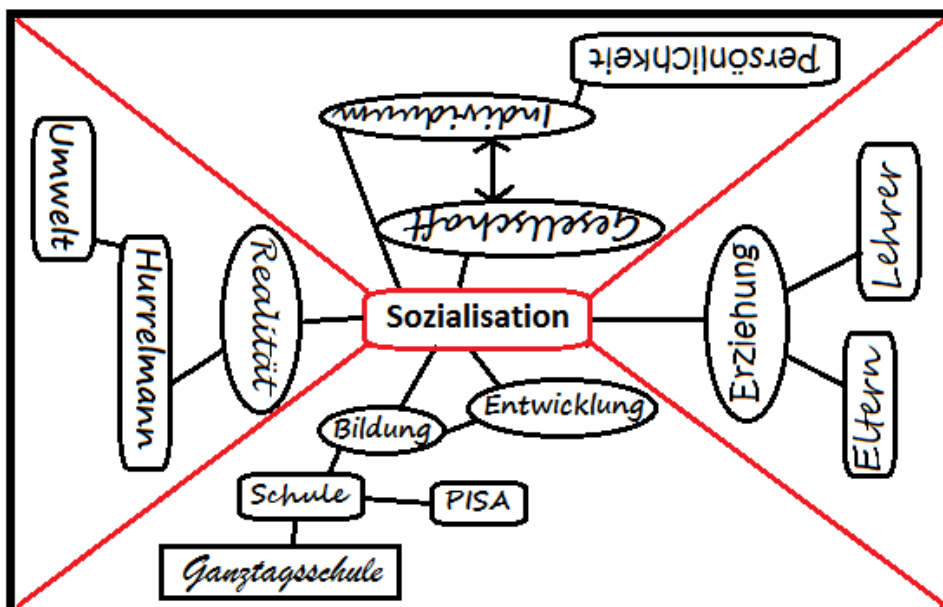 Persönlichkeit
Individuum
Gesellschaft
Umwelt
Hurrelmann
Realität
Sozialisation
Erziehung
Lehrer
Eltern
Bildung
Entwicklung
Schule
PISA
Ganztagsschule